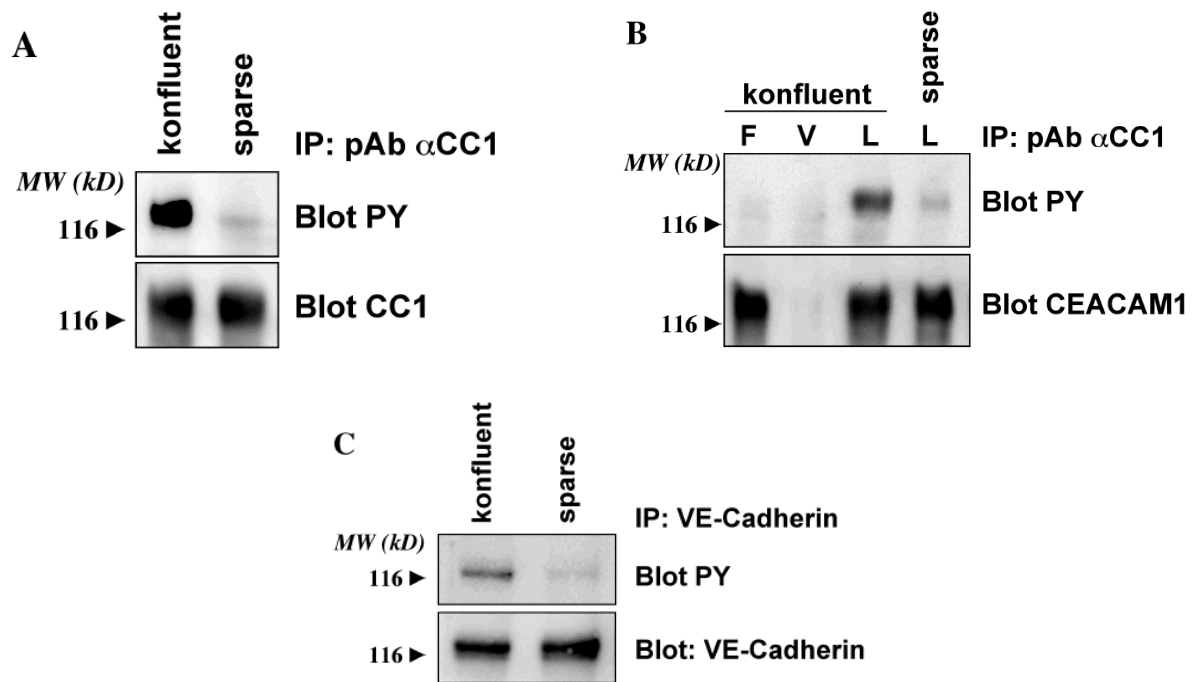 A
konfluent
sparse
IP: pAb αCC1
MW (kD)
116
Blot PY
116
Blot CC1
B
konfluent
sparse
F V L L
IP: pAb αCC1
MW (kD)
116
Blot PY
116
Blot CEACAM1
C
konfluent
sparse
IP: VE-Cadherin
MW (kD)
116
Blot PY
116
Blot: VE-Cadherin